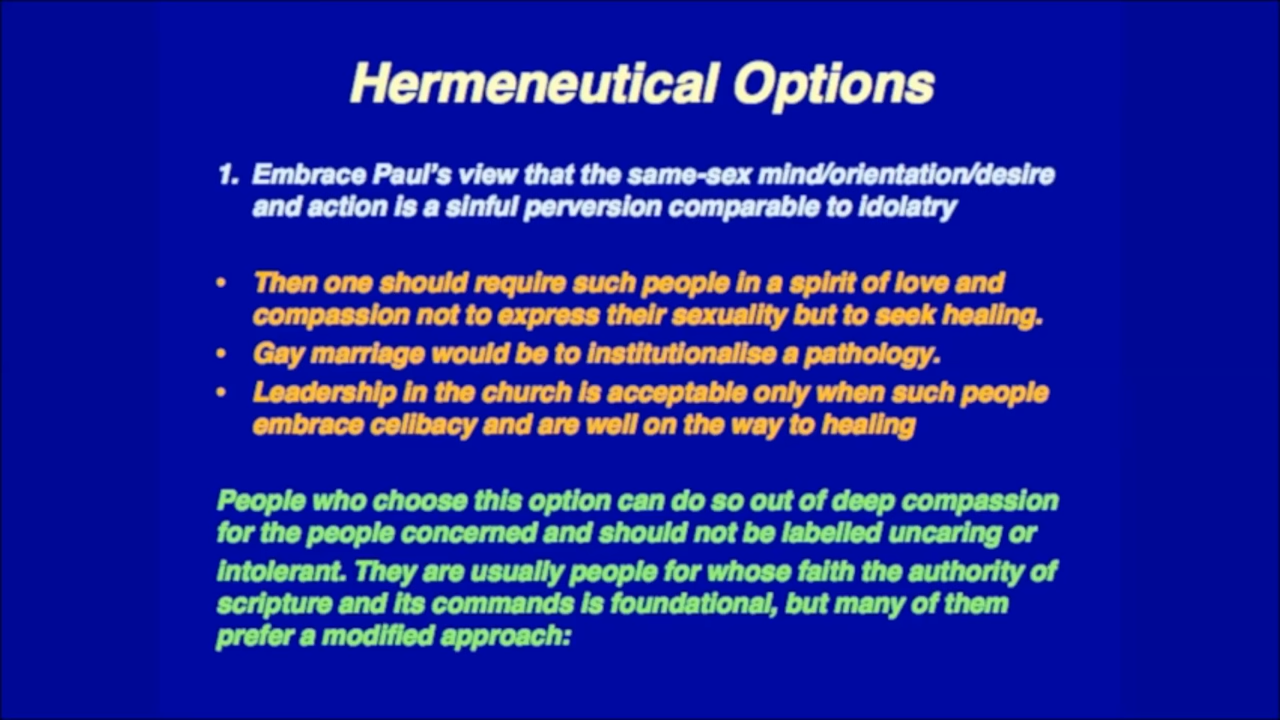 Hermeneutical Options
1. Embrace Paul's view that the same-sex mind/orientation/desire
and action is a sinful perversion comparable to idolatry
• Then one should require such people in a spirit of love and
compassion not to express their sexuality but to seek healing.
• Gay marriage would be to institutionalise a pathology.
• Leadership in the church is acceptable only when such people
embrace celibacy and are well on the way to healing
People who choose this option can do so out of deep compassion
for the people concerned and should not be labelled uncaring or
intolerant. They are usually people for whose faith the authority of
scripture and its commands is foundational, but many of them
prefer a modified approach: